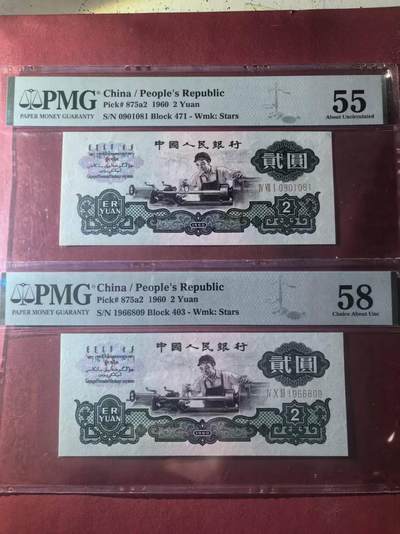 PMG
PAPER MONEY GUARANTY
China / People's Republic
Pick# 875a2 1960 2 Yuan
S/N 0901081 Block 471 - Wmk: Stars
55
About Uncirculated
中國人民銀行
貳圓
ER
YUAN
0901081
2
PMG
PAPER MONEY GUARANTY
China / People's Republic
Pick# 875a2 1960 2 Yuan
S/N 1966809 Block 403 - Wmk: Stars
58
Choice About Unc
中國人民銀行
貳圓
ER
YUAN
1966809
2